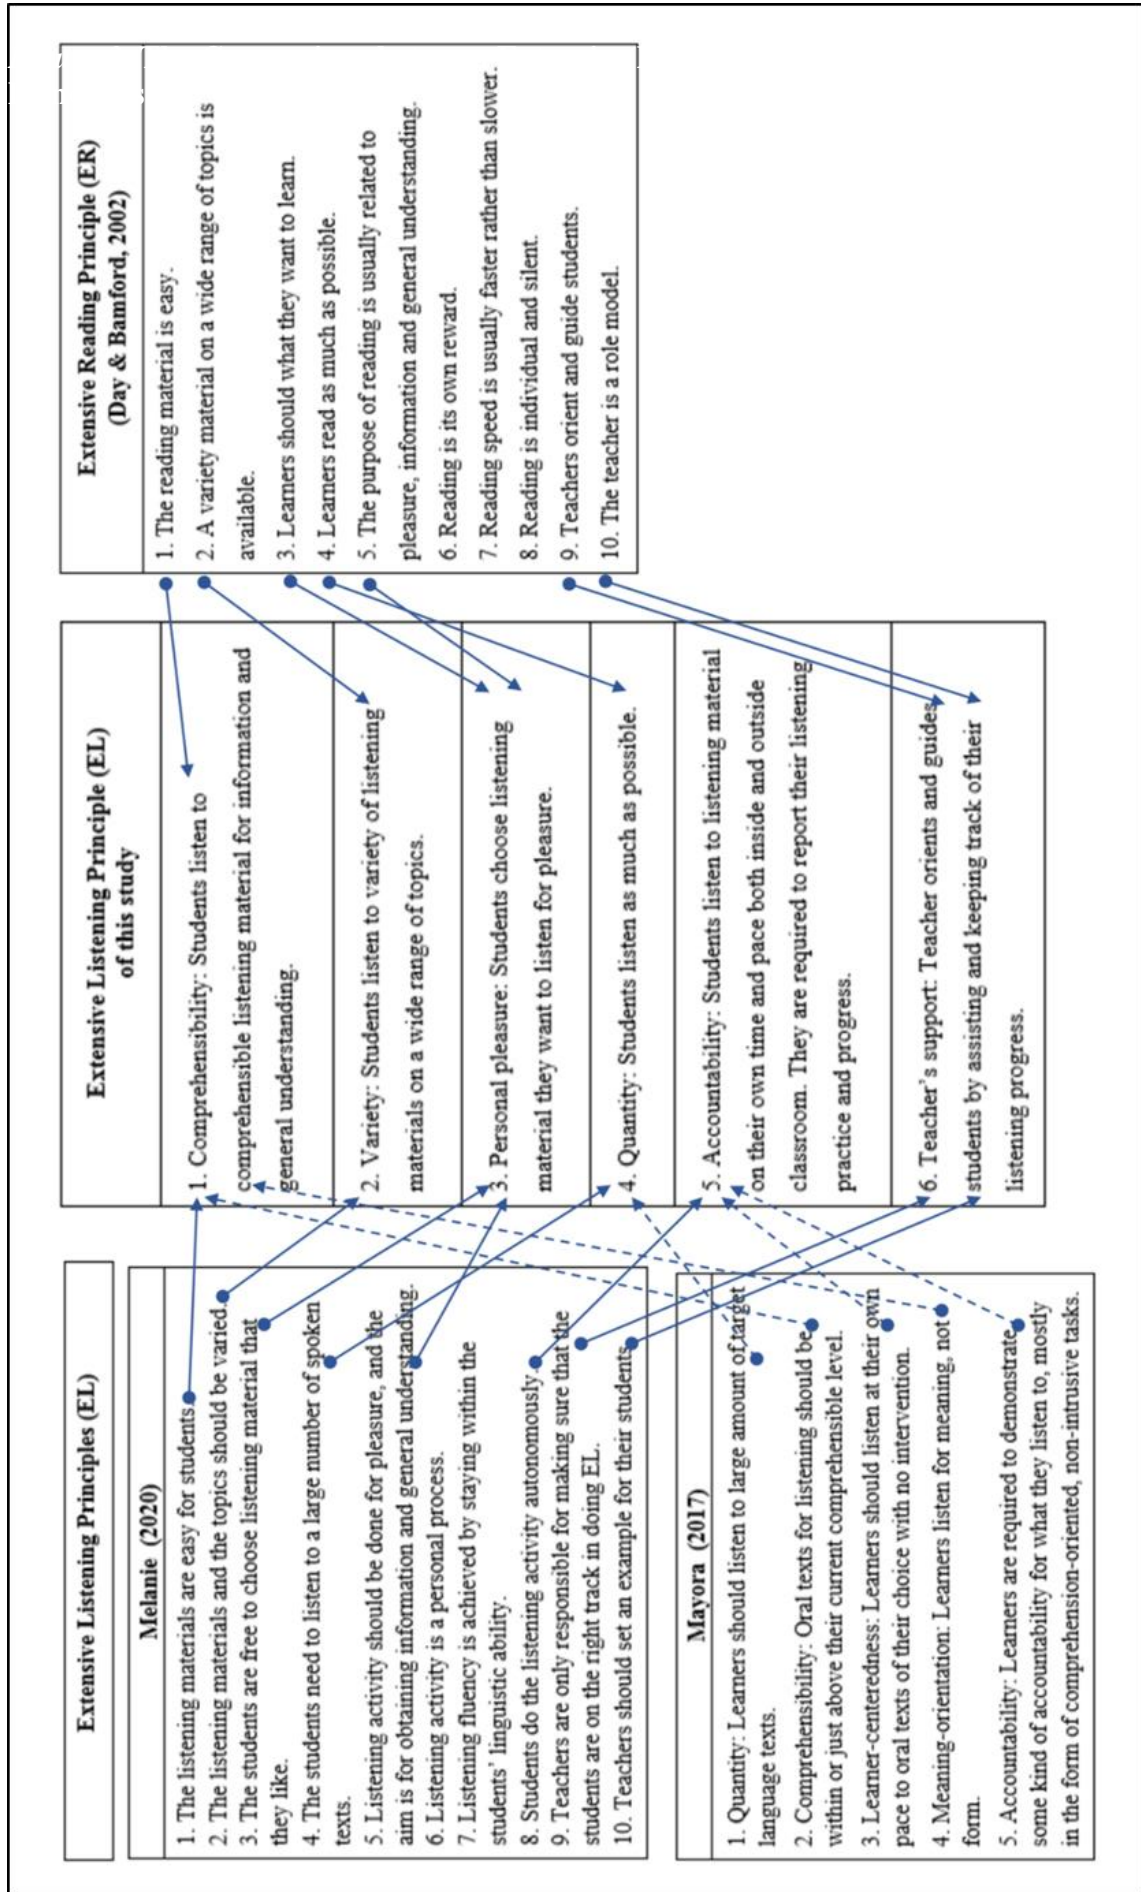 Extensive Listening Principles (EL)
Melanie (2020)
1. The listening materials are easy for students.
2. The listening materials and the topics should be varied.
3. The students are free to choose listening material that
they like.
4. The students need to listen to a large number of spoken
texts.
5. Listening activity should be done for pleasure, and the
aim is for obtaining information and general understanding.
6. Listening activity is a personal process.
7. Listening fluency is achieved by staying within the
students' linguistic ability.
8. Students do the listening activity autonomously.
9. Teachers are only responsible for making sure that the
students are on the right track in doing EL.
10. Teachers should set an example for their students.
Mayora (2017)
1. Quantity: Learners should listen to large amount of target
language texts.
2. Comprehensibility: Oral texts for listening should be
within or just above their current comprehensible level.
3. Learner-centeredness: Learners should listen at their own
pace to oral texts of their choice with no intervention.
4. Meaning-orientation: Learners listen for meaning, not
form.
5. Accountability: Learners are required to demonstrate
some kind of accountability for what they listen to, mostly
in the form of comprehension-oriented, non-intrusive tasks.
Extensive Listening Principle (EL)
of this study
1. Comprehensibility: Students listen to
comprehensible listening material for information and
general understanding.
2. Variety: Students listen to variety of listening
materials on a wide range of topics.
3. Personal pleasure: Students choose listening
material they want to listen for pleasure.
4. Quantity: Students listen as much as possible.
5. Accountability: Students listen to listening material
on their own time and pace both inside and outside
classroom. They are required to report their listening
practice and progress.
6. Teacher's support: Teacher orients and guides
students by assisting and keeping track of their
listening progress.
Extensive Reading Principle (ER)
(Day & Bamford, 2002)
1. The reading material is easy.
2. A variety material on a wide range of topics is
available.
3. Learners should what they want to learn.
4. Learners read as much as possible.
5. The purpose of reading is usually related to
pleasure, information and general understanding.
6. Reading is its own reward.
7. Reading speed is usually faster rather than slower.
8. Reading is individual and silent.
9. Teachers orient and guide students.
10. The teacher is a role model.